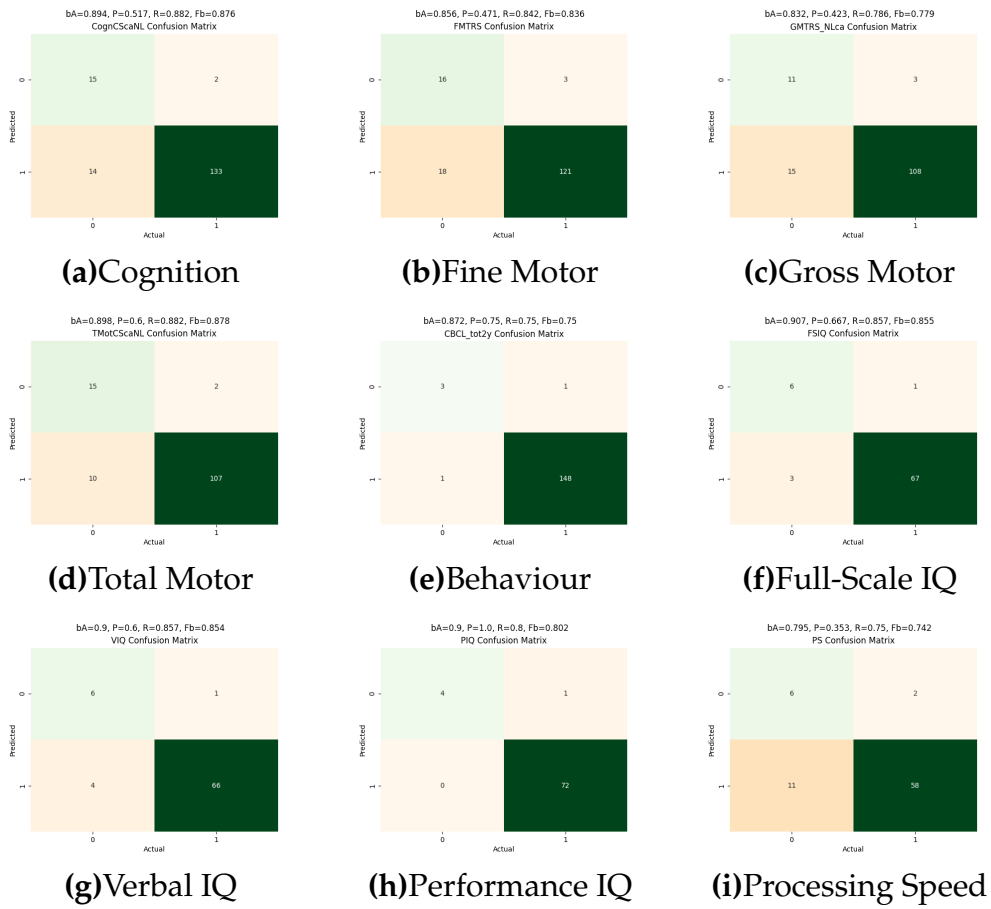 bA=0.894, P=0.517, R=0.882, Fb=0.876
CognCScaNL Confusion Matrix
0
15
2
Predicted
1
14
133
0
1
Actual
(a)Cognition
bA=0.856, P=0.471, R=0.842, Fb=0.836
FMTRS Confusion Matrix
0
16
3
Predicted
1
18
121
0
1
Actual
(b)Fine Motor
bA=0.832, P=0.423, R=0.786, Fb=0.779
GMTRS_NLca Confusion Matrix
0
11
3
Predicted
1
15
108
0
1
Actual
(c)Gross Motor
bA=0.898, P=0.6, R=0.882, Fb=0.878
TMotCScaNL Confusion Matrix
0
15
2
Predicted
1
10
107
0
1
Actual
(d)Total Motor
bA=0.872, P=0.75, R=0.75, Fb=0.75
CBCL_tot2y Confusion Matrix
0
3
1
Predicted
1
1
148
0
1
Actual
(e)Behaviour
bA=0.907, P=0.667, R=0.857, Fb=0.855
FSIQ Confusion Matrix
0
6
1
Predicted
1
3
67
0
1
Actual
(f)Full-Scale IQ
bA=0.9, P=0.6, R=0.857, Fb=0.854
VIQ Confusion Matrix
0
6
1
Predicted
1
4
66
0
1
Actual
(g)Verbal IQ
bA=0.9, P=1.0, R=0.8, Fb=0.802
PIQ Confusion Matrix
0
4
1
Predicted
1
0
72
0
1
Actual
(h)Performance IQ
bA=0.795, P=0.353, R=0.75, Fb=0.742
PS Confusion Matrix
0
6
2
Predicted
1
11
58
0
1
Actual
(i)Processing Speed